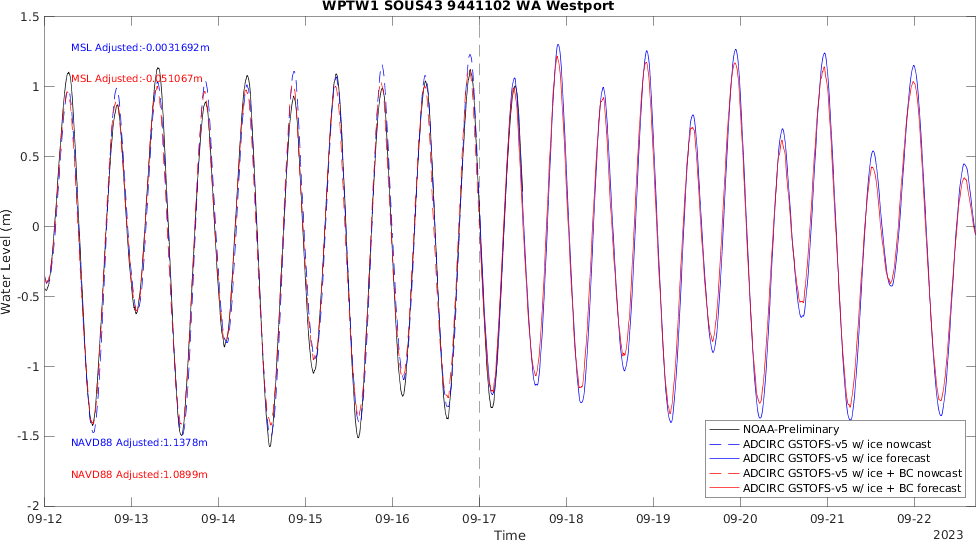 WPTW1 SOUS43 9441102 WA Westport
1.5
1
0.5
0
-0.5
-1
-1.5
-2
Water Level (m)
MSL Adjusted:-0.0031692m
MSL Adjusted:-0.051067m
NAVD88 Adjusted:1.1378m
NAVD88 Adjusted:1.0899m
NOAA-Preliminary
ADCIRC GSTOFS-v5 w/ ice nowcast
ADCIRC GSTOFS-v5 w/ ice forecast
ADCIRC GSTOFS-v5 w/ ice + BC nowcast
ADCIRC GSTOFS-v5 w/ ice + BC forecast
09-12 09-13 09-14 09-15 09-16 09-17 09-18 09-19 09-20 09-21 09-22
Time
2023